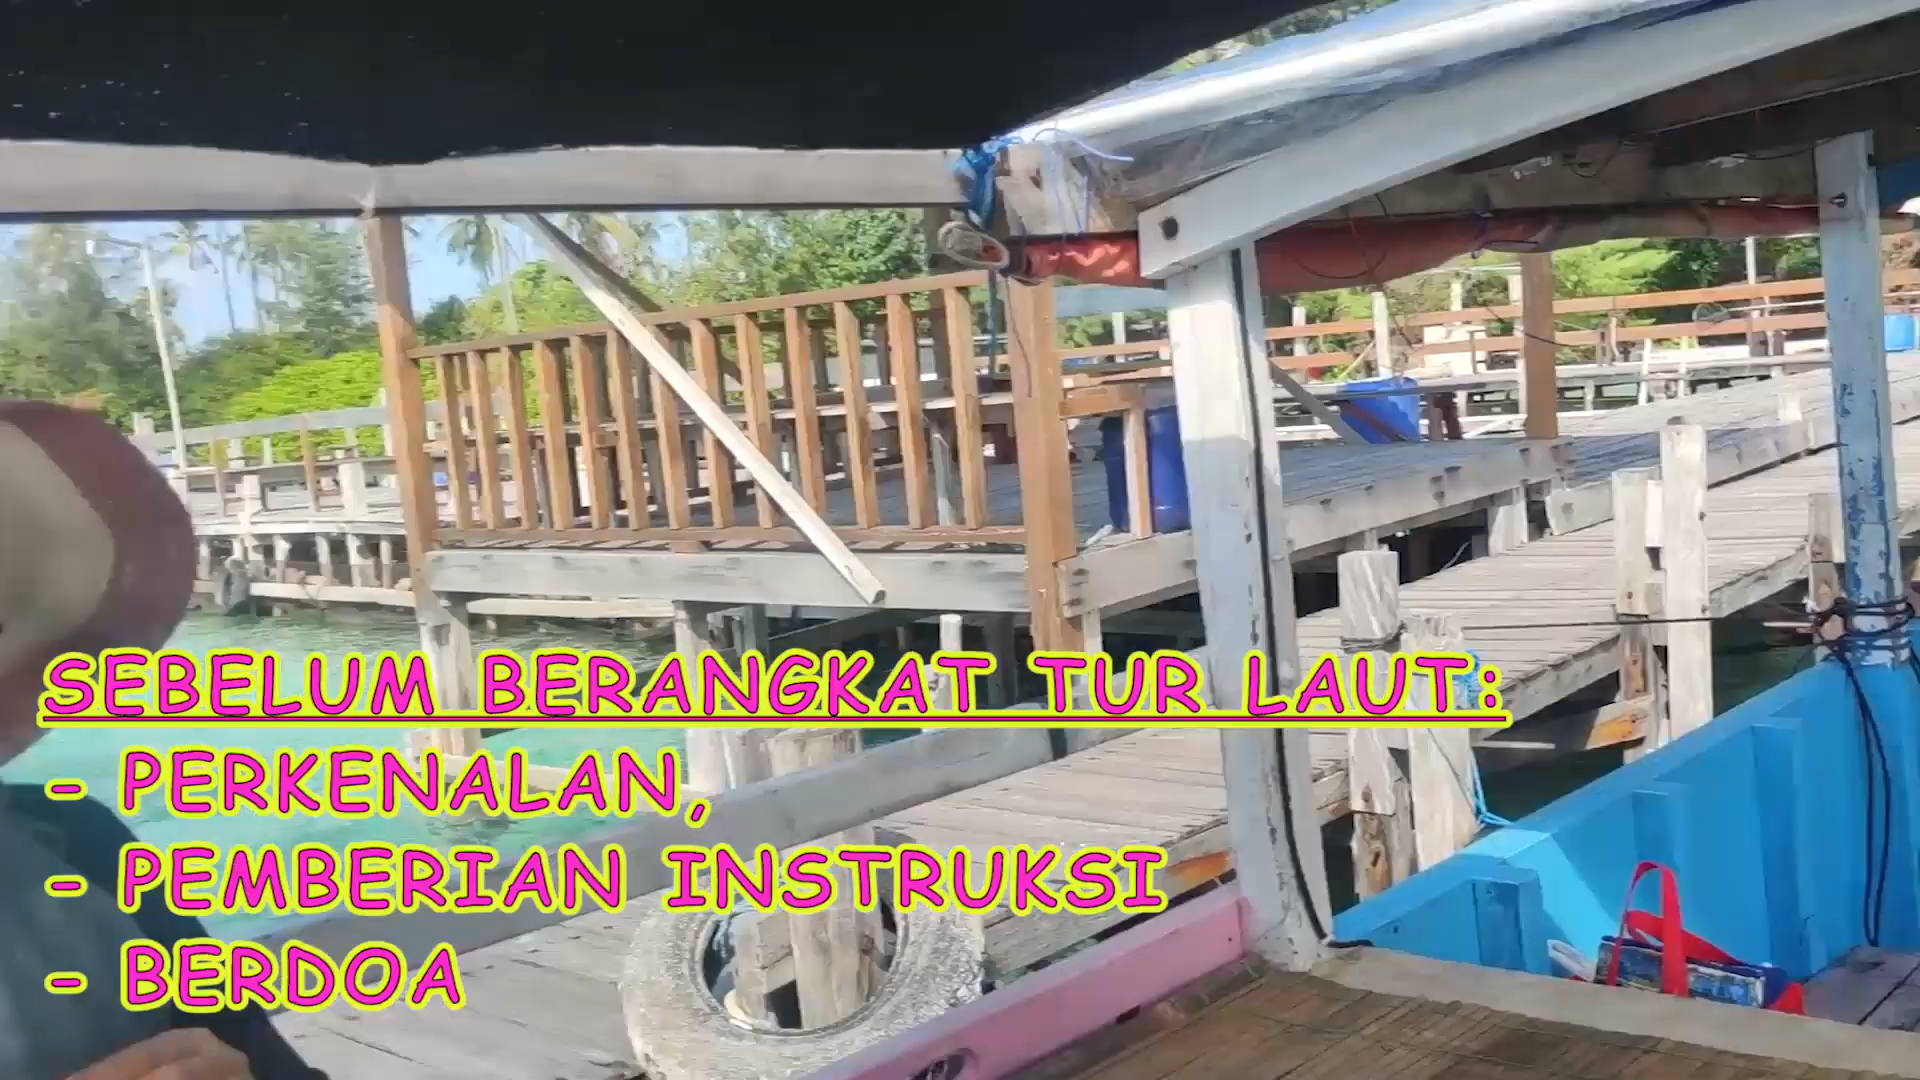 SEBELUM BERANGKAT TUR LAUT:
- PERKENALAN,
- PEMBERIAN INSTRUKSI
- BERDOA